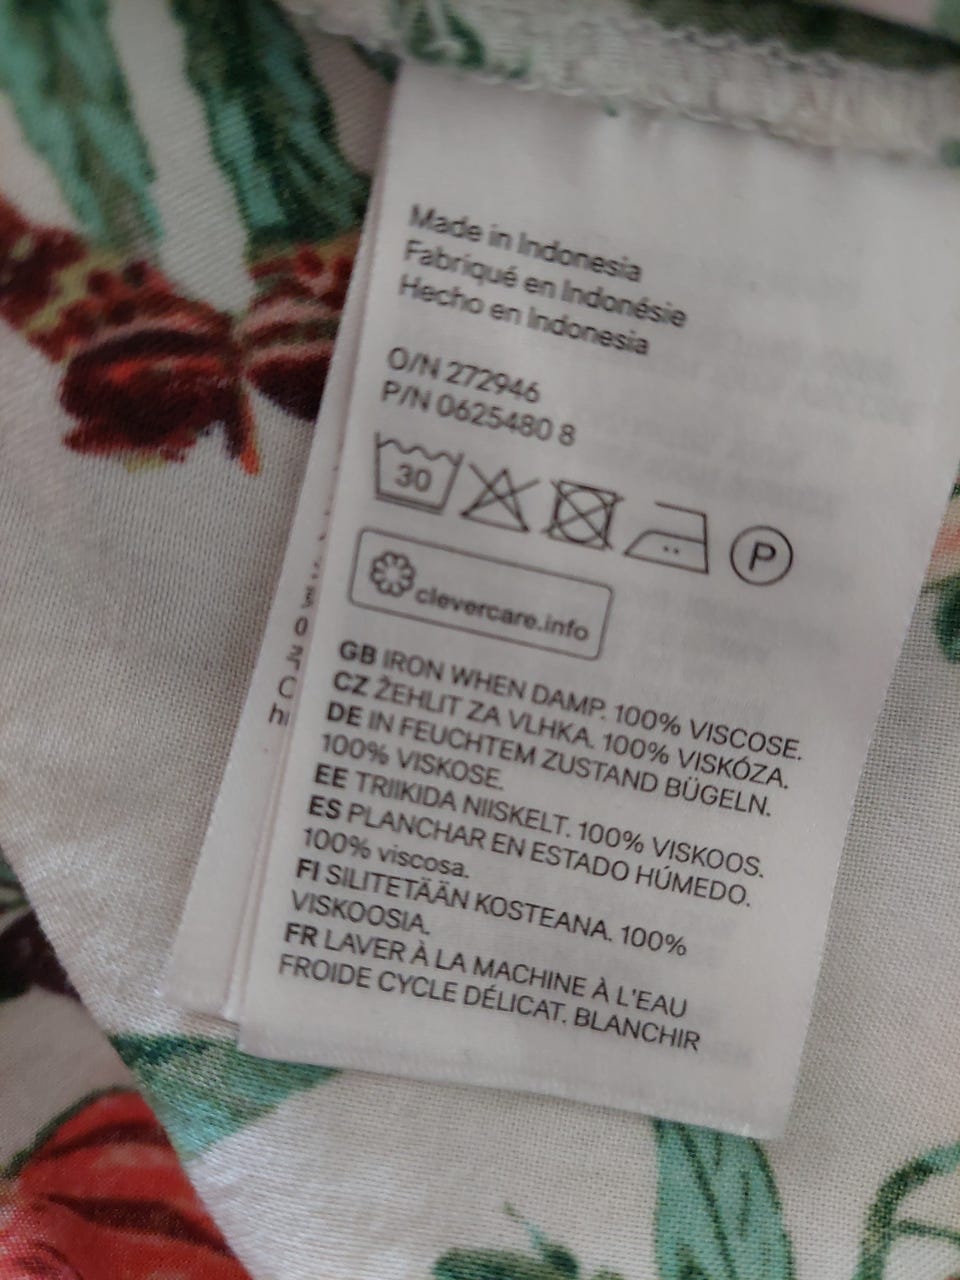 Made in Indonesia
Fabriqué en Indonésie
Hecho en Indonesia
O/N 272946
P/N 0625480 8
30
P
clevercare.info
GB IRON WHEN DAMP. 100% VISCOSE.
CZ ŽEHLIT ZA VLHKA. 100% VISKÓZA.
DE IN FEUCHTEM ZUSTAND BÜGELN.
100% VISKOSE.
EE TRIIKIDA NIISKELT. 100% VISKOOS.
ES PLANCHAR EN ESTADO HÚMEDO.
100% viscosa.
FI SILITETÄÄN KOSTEANA. 100%
VISKOOSIA.
FR LAVER À LA MACHINE À L'EAU
FROIDE CYCLE DÉLICAT. BLANCHIR